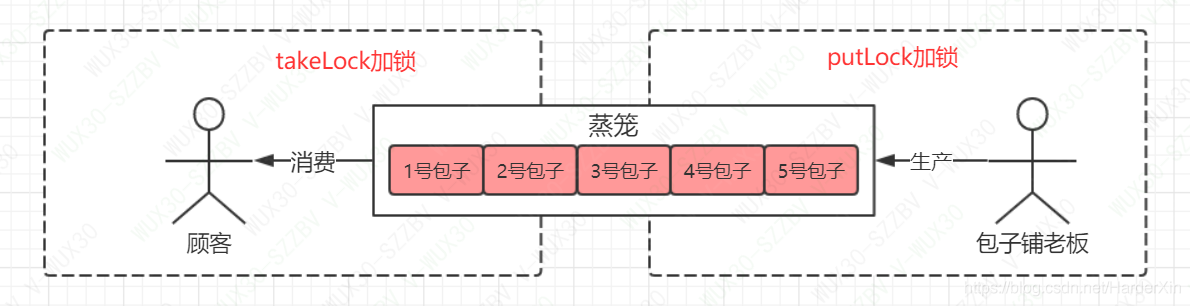 takeLock加锁
putLock加锁
蒸笼
1号包子 2号包子 3号包子 4号包子 5号包子
消费
生产
顾客
包子铺老板
https://blog.csdn.net/HarderXin